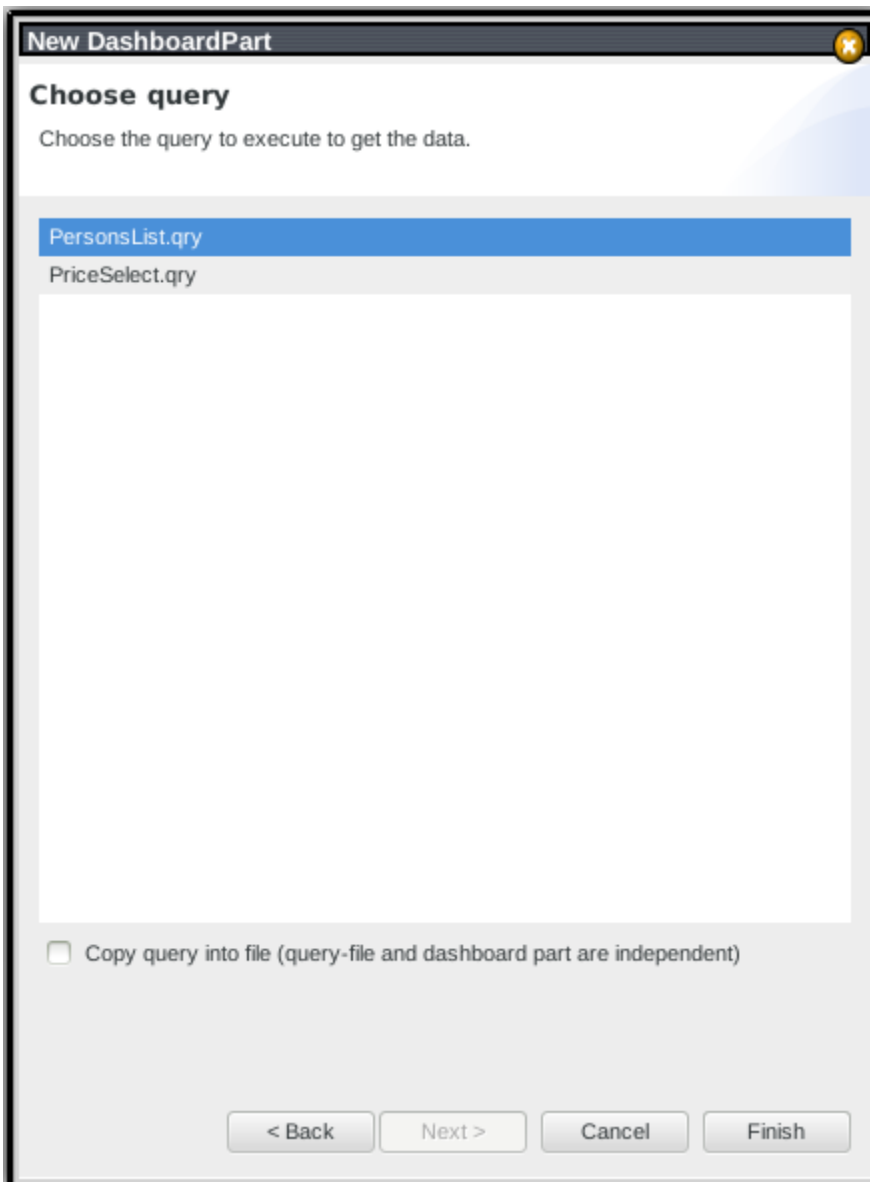 New DashboardPart
Choose query
Choose the query to execute to get the data.
PersonsList.qry
PriceSelect.qry
Copy query into file (query-file and dashboard part are independent)
< Back Next > Cancel Finish